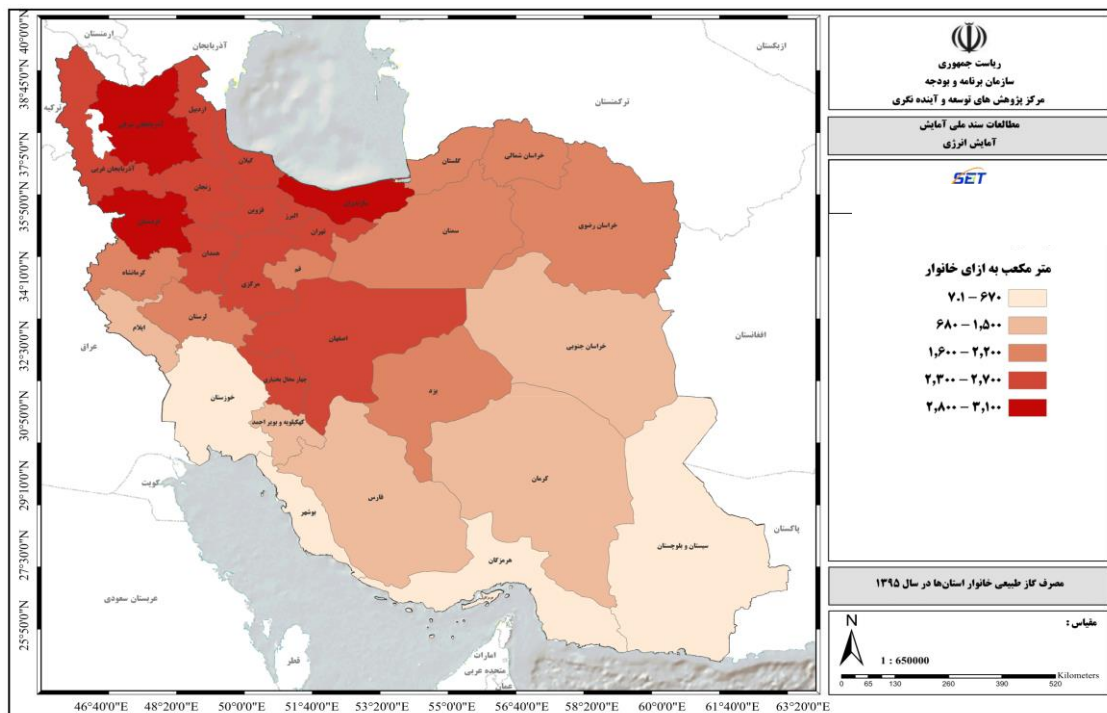 ریاست جمهوری
سازمان برنامه و بودجه
مرکز پژوهش های توسعه و آینده نگری
مطالعات سند ملی آمایش
آمایش انرژی
SET
متر مکعب به ازای خانوار
۷.۱ – ۶۷۰
۶۸۰ – ۱,۵۰۰
۱,۶۰۰ – ۲,۲۰۰
۲,۳۰۰ – ۲,۷۰۰
۲,۸۰۰ – ۳,۱۰۰
مصرف گاز طبیعی خانوار استان‌ها در سال ۱۳۹۵
مقیاس :
N
1 : 650000
Kilometers
0 65 130 260 390 520
ارمنستان
آذربایجان
ازبکستان
ترکمنستان
ترکیه
افغانستان
عراق
کویت
پاکستان
عربستان سعودی
قطر
امارات
متحده عربی
عمان
آذربایجان شرقی
اردبیل
آذربایجان غربی
گیلان
زنجان
مازندران
گلستان
خراسان شمالی
خراسان رضوی
کردستان
قزوین
البرز
تهران
سمنان
همدان
قم
کرمانشاه
مرکزی
لرستان
ایلام
اصفهان
خراسان جنوبی
چهار محال بختیاری
یزد
خوزستان
کهکیلویه و بویر احمد
فارس
کرمان
بوشهر
هرمزگان
سیستان و بلوچستان
40°0'0"N
38°45'0"N
37°5'0"N
35°50'0"N
34°10'0"N
32°30'0"N
30°50'0"N
29°10'0"N
27°30'0"N
25°50'0"N
46°40'0"E 48°20'0"E 50°0'0"E 51°40'0"E 53°20'0"E 55°0'0"E 56°40'0"E 58°20'0"E 60°0'0"E 61°40'0"E 63°20'0"E